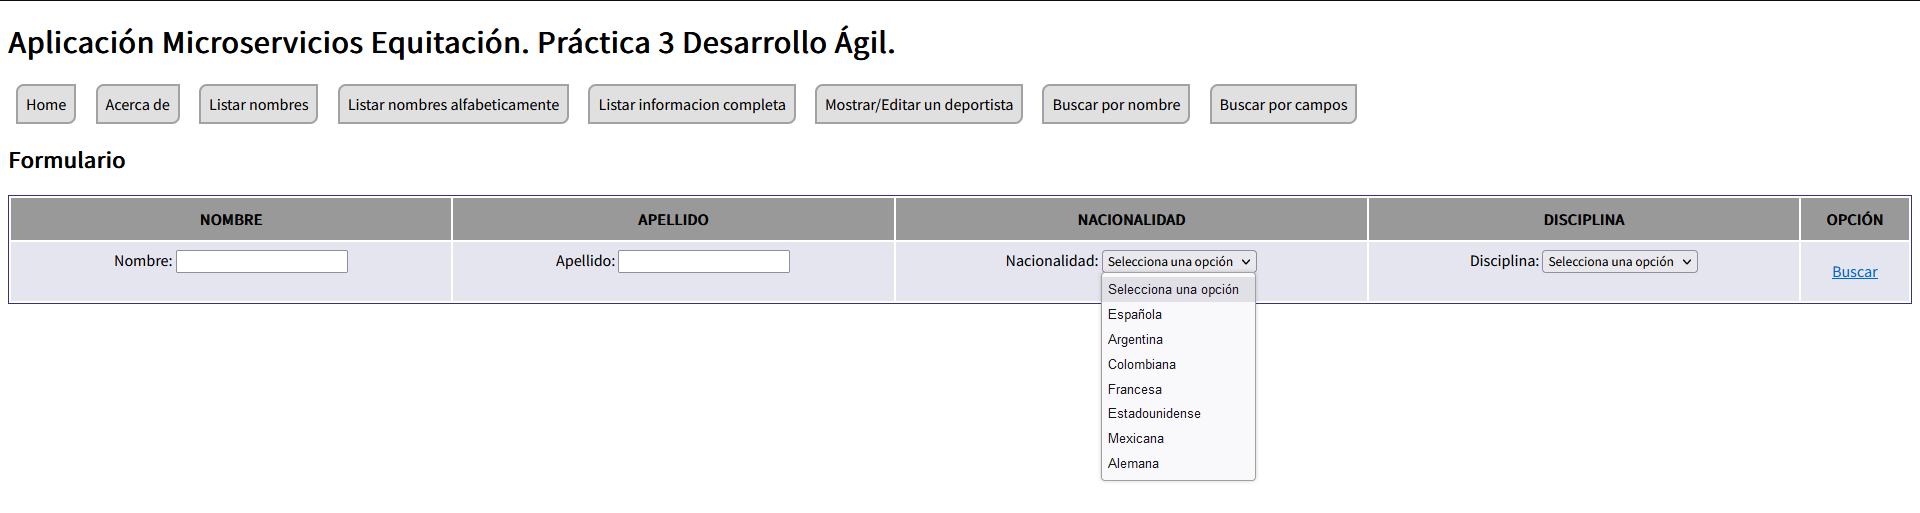 Aplicación Microservicios Equitación. Práctica 3 Desarrollo Ágil.
Home Acerca de Listar nombres Listar nombres alfabeticamente Listar informacion completa Mostrar/Editar un deportista Buscar por nombre Buscar por campos
Formulario
NOMBRE APELLIDO NACIONALIDAD DISCIPLINA OPCIÓN
Nombre: Apellido: Nacionalidad: Selecciona una opción Disciplina: Selecciona una opción
Buscar
Selecciona una opción
Española
Argentina
Colombiana
Francesa
Estadounidense
Mexicana
Alemana